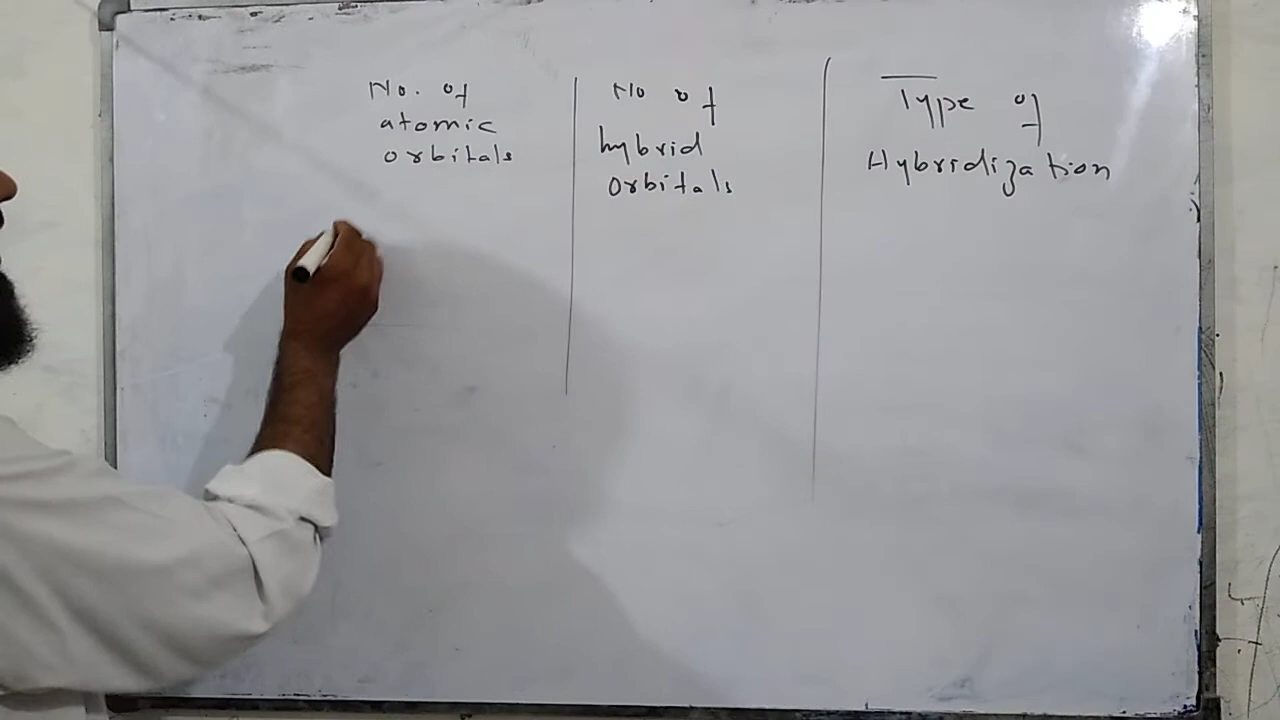 No. of
atomic
orbitals
No of
hybrid
orbitals
Type of
Hybridization